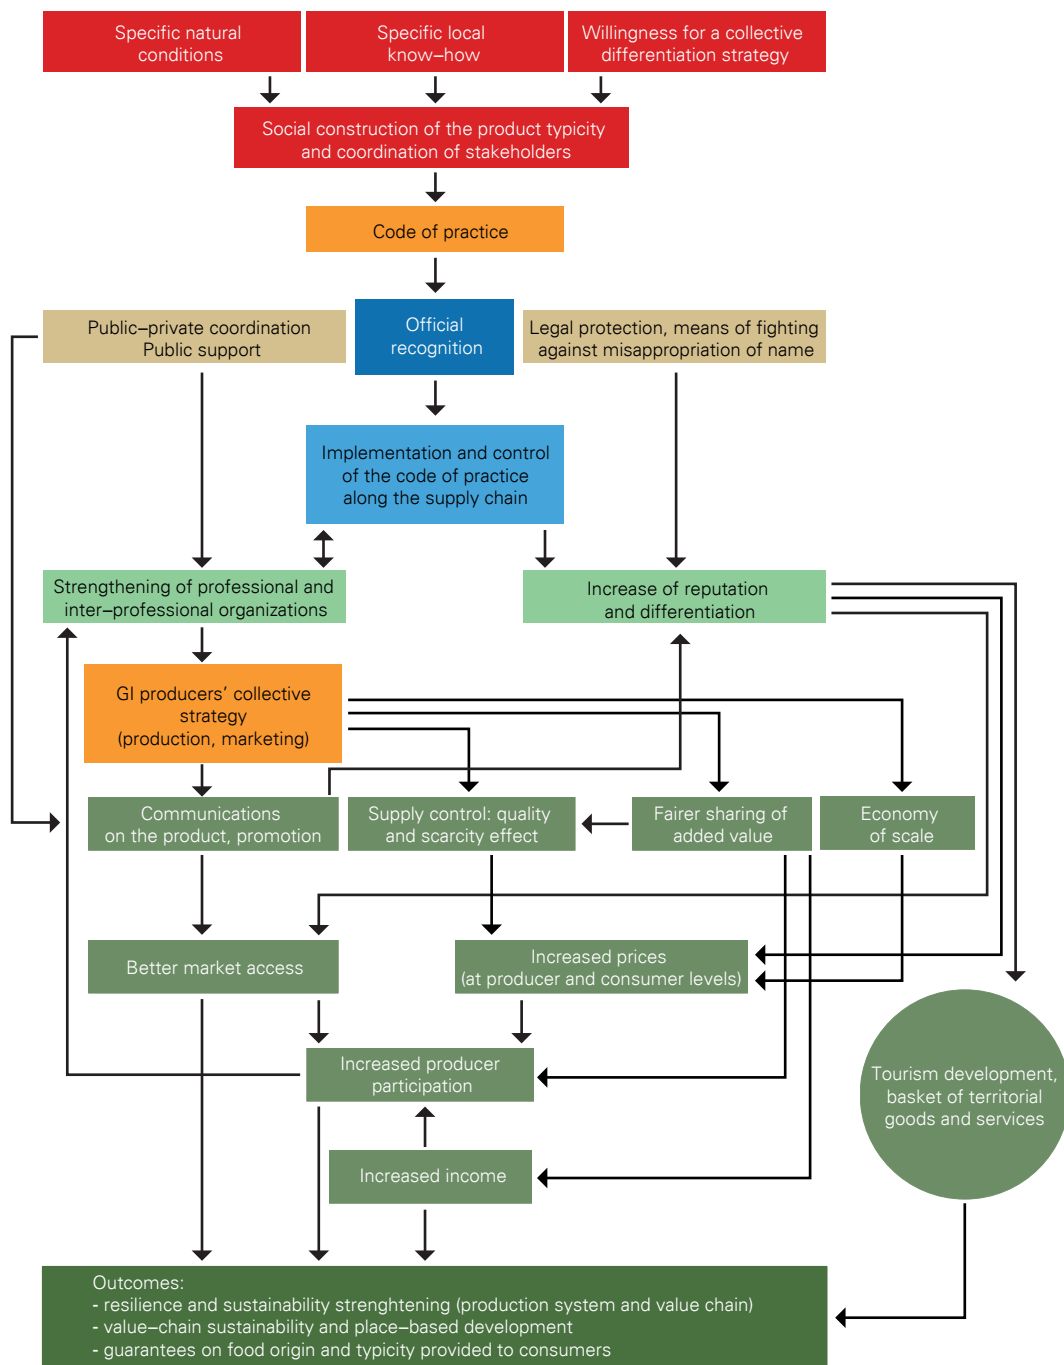 Specific natural
conditions
Specific local
know–how
Willingness for a collective
differentiation strategy
Social construction of the product typicity
and coordination of stakeholders
Code of practice
Public–private coordination
Public support
Official
recognition
Legal protection, means of fighting
against misappropriation of name
Implementation and control
of the code of practice
along the supply chain
Strengthening of professional and
inter–professional organizations
Increase of reputation
and differentiation
GI producers’ collective
strategy
(production, marketing)
Communications
on the product, promotion
Supply control: quality
and scarcity effect
Fairer sharing of
added value
Economy
of scale
Better market access
Increased prices
(at producer and consumer levels)
Increased producer
participation
Tourism development,
basket of territorial
goods and services
Increased income
Outcomes:
- resilience and sustainability strenghtening (production system and value chain)
- value–chain sustainability and place–based development
- guarantees on food origin and typicity provided to consumers